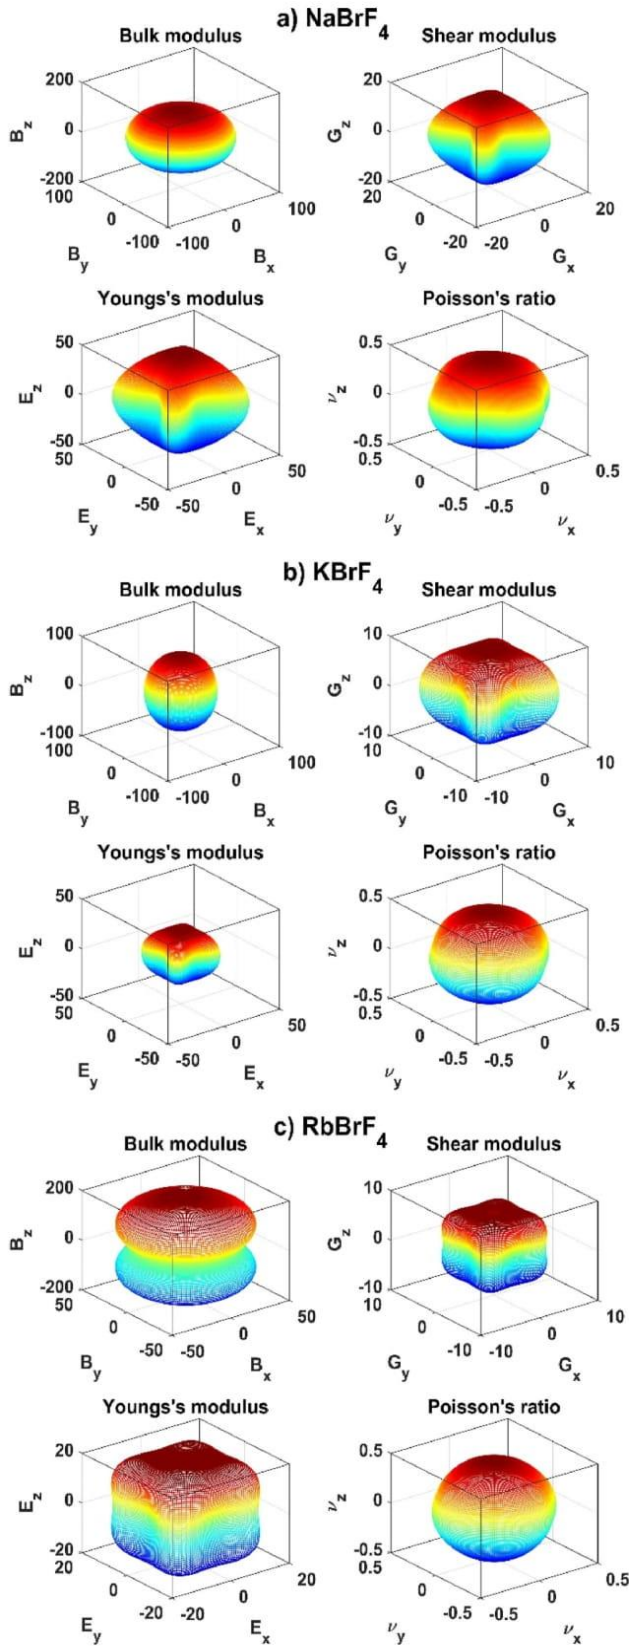 a) NaBrF4
Bulk modulus
200
0
-200
100
0
-100
-100
0
100
Bz
By
Bx
Shear modulus
20
0
-20
20
0
-20
-20
0
20
Gz
Gy
Gx
Youngs's modulus
50
0
-50
50
0
-50
-50
0
50
Ez
Ey
Ex
Poisson's ratio
0.5
0
-0.5
0.5
0
-0.5
-0.5
0
0.5
νz
νy
νx
b) KBrF4
Bulk modulus
100
0
-100
100
0
-100
-100
0
100
Bz
By
Bx
Shear modulus
10
0
-10
10
0
-10
-10
0
10
Gz
Gy
Gx
Youngs's modulus
50
0
-50
50
0
-50
-50
0
50
Ez
Ey
Ex
Poisson's ratio
0.5
0
-0.5
0.5
0
-0.5
-0.5
0
0.5
νz
νy
νx
c) RbBrF4
Bulk modulus
200
0
-200
50
0
-50
-50
0
50
Bz
By
Bx
Shear modulus
10
0
-10
10
0
-10
-10
0
10
Gz
Gy
Gx
Youngs's modulus
20
0
-20
20
0
-20
-20
0
20
Ez
Ey
Ex
Poisson's ratio
0.5
0
-0.5
0.5
0
-0.5
-0.5
0
0.5
νz
νy
νx